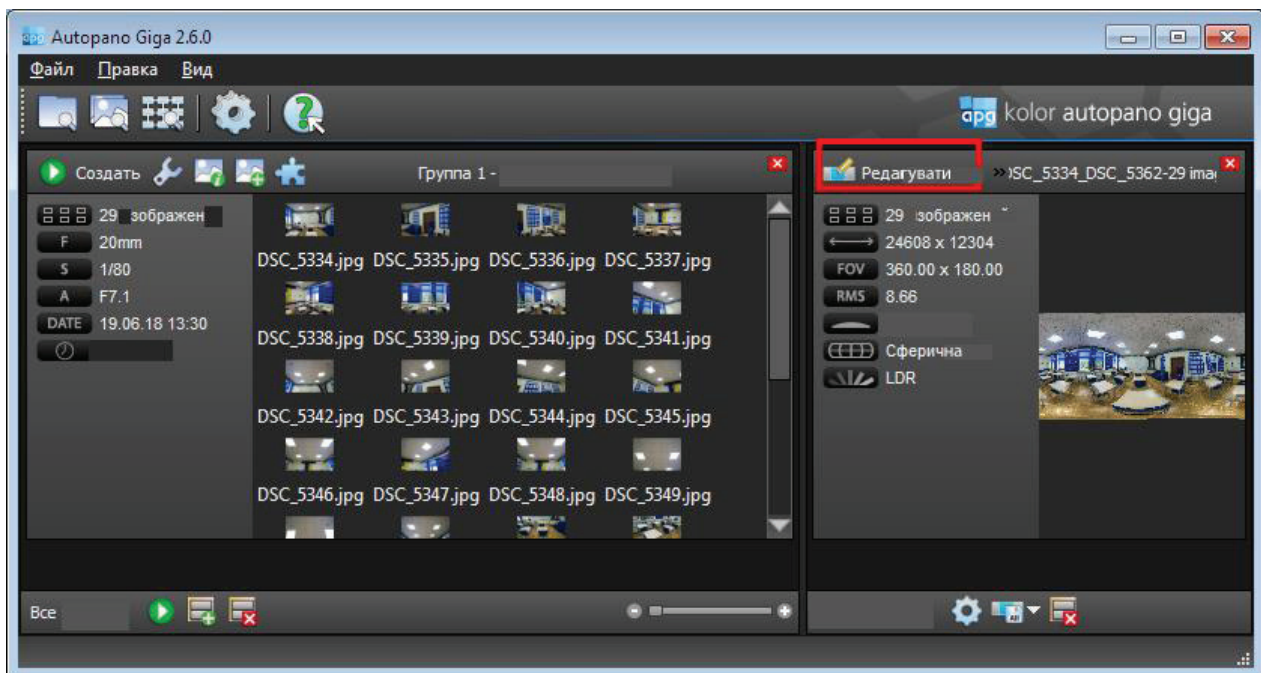 Autopano Giga 2.6.0
Файл Правка Вид
apg kolor autopano giga
Создать Группа 1 -
29 зображен
F 20mm
S 1/80
A F7.1
DATE 19.06.18 13:30
DSC_5334.jpg DSC_5335.jpg DSC_5336.jpg DSC_5337.jpg
DSC_5338.jpg DSC_5339.jpg DSC_5340.jpg DSC_5341.jpg
DSC_5342.jpg DSC_5343.jpg DSC_5344.jpg DSC_5345.jpg
DSC_5346.jpg DSC_5347.jpg DSC_5348.jpg DSC_5349.jpg
Все
Редагувати »SC_5334_DSC_5362-29 imag
29 зображен
24608 x 12304
FOV 360.00 x 180.00
RMS 8.66
Сферична
LDR